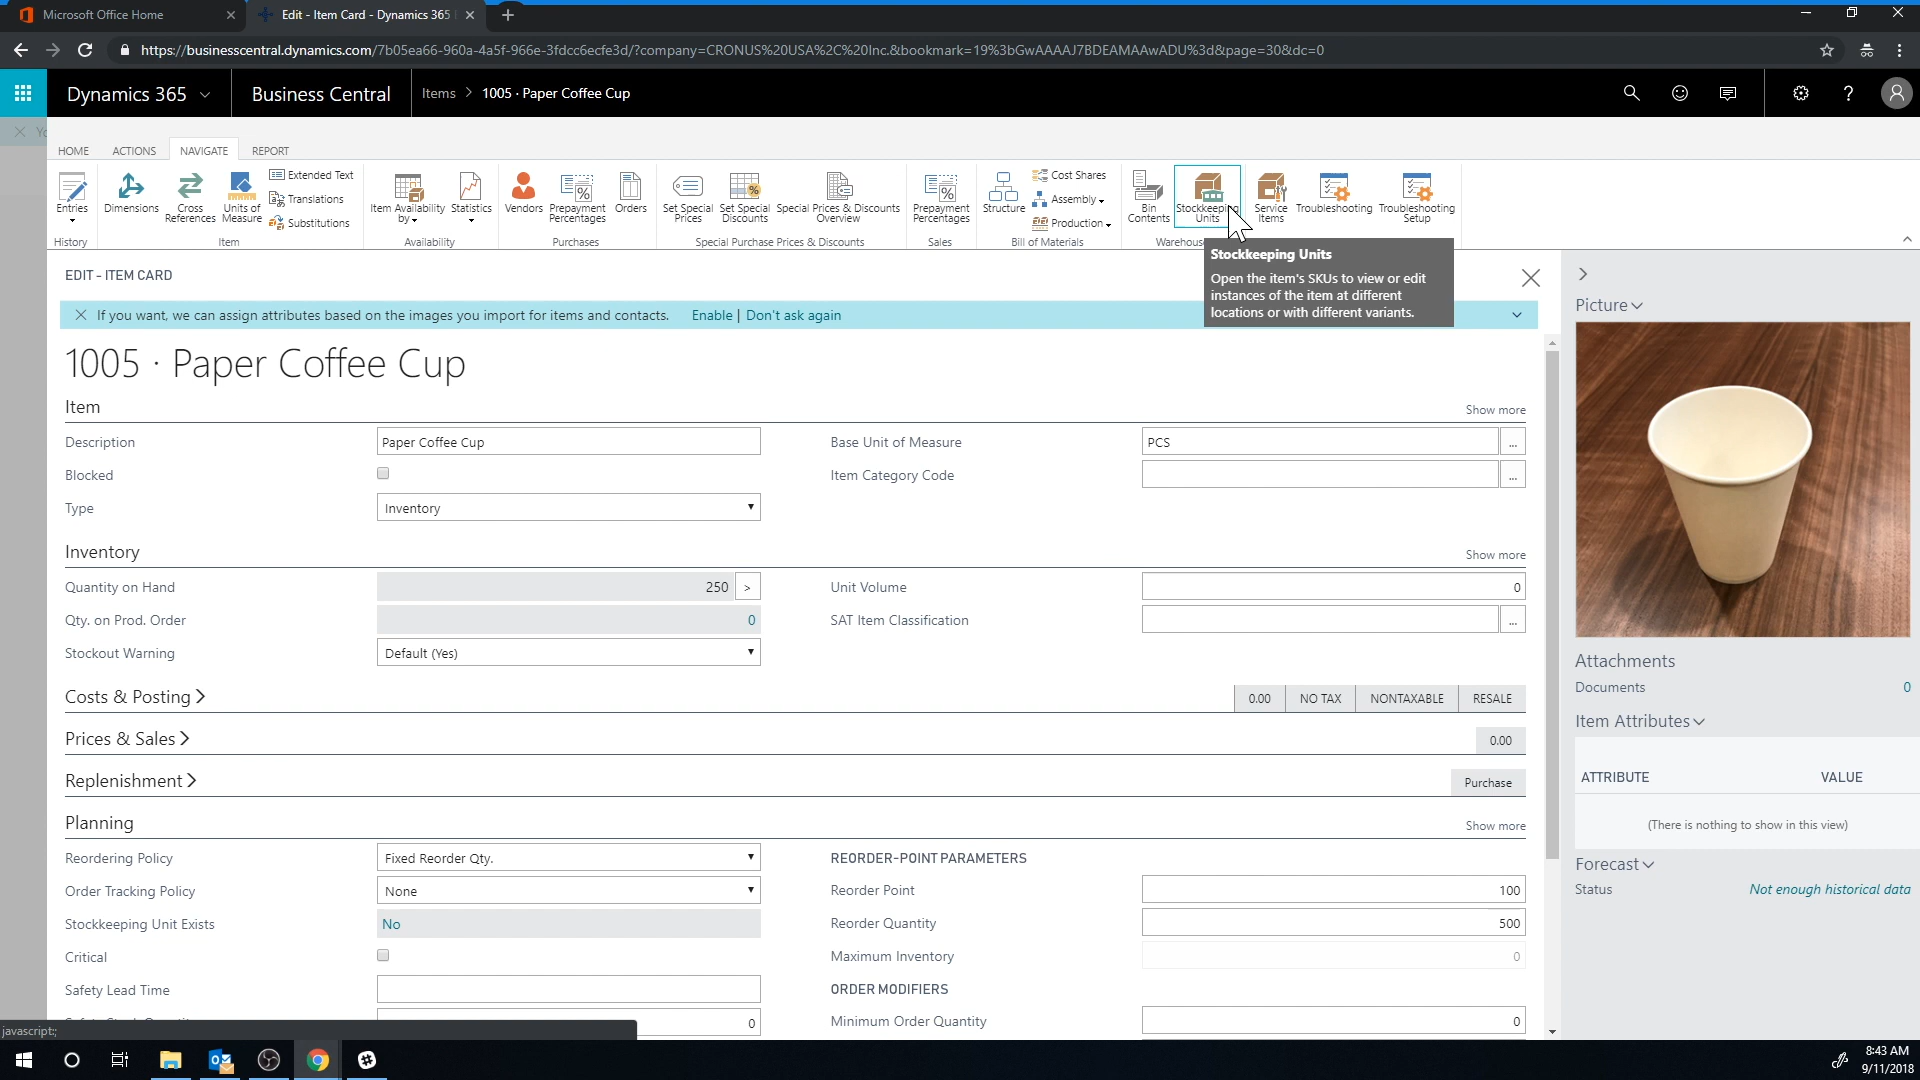 Microsoft Office Home
Edit - Item Card - Dynamics 365
https://businesscentral.dynamics.com/7b05ea66-960a-4a5f-966e-3fdcc6ecfe3d/?company=CRONUS%20USA%2C%20Inc.&bookmark=19%3bGwAAAAJ7BDEAMAAwADU%3d&page=30&dc=0
Dynamics 365
Business Central
Items > 1005 · Paper Coffee Cup
HOME ACTIONS NAVIGATE REPORT
Entries
Dimensions
Cross References
Units of Measure
Extended Text
Translations
Substitutions
Item Availability by
Statistics
Vendors
Prepayment Percentages
Orders
Set Special Prices
Set Special Discounts
Special Prices & Discounts Overview
Prepayment Percentages
Structure
Cost Shares
Assembly
Production
Bin Contents
Stockkeeping Units
Service Items
Troubleshooting
Troubleshooting Setup
History
Item
Availability
Purchases
Special Purchase Prices & Discounts
Sales
Bill of Materials
Stockkeeping Units
Open the item's SKUs to view or edit
instances of the item at different
locations or with different variants.
EDIT - ITEM CARD
If you want, we can assign attributes based on the images you import for items and contacts. Enable | Don't ask again
1005 · Paper Coffee Cup
Item
Show more
Description Paper Coffee Cup
Base Unit of Measure PCS ...
Blocked
Item Category Code ...
Type Inventory
Inventory
Show more
Quantity on Hand 250 >
Unit Volume 0
Qty. on Prod. Order 0
SAT Item Classification ...
Stockout Warning Default (Yes)
Costs & Posting > 0.00 NO TAX NONTAXABLE RESALE
Prices & Sales > 0.00
Replenishment > Purchase
Planning
Show more
Reordering Policy Fixed Reorder Qty.
REORDER-POINT PARAMETERS
Order Tracking Policy None
Reorder Point 100
Stockkeeping Unit Exists No
Reorder Quantity 500
Critical
Maximum Inventory 0
Safety Lead Time
ORDER MODIFIERS
0
Minimum Order Quantity 0
Picture
Attachments
Documents 0
Item Attributes
ATTRIBUTE VALUE
(There is nothing to show in this view)
Forecast
Status Not enough historical data
javascript:;
8:43 AM
9/11/2018